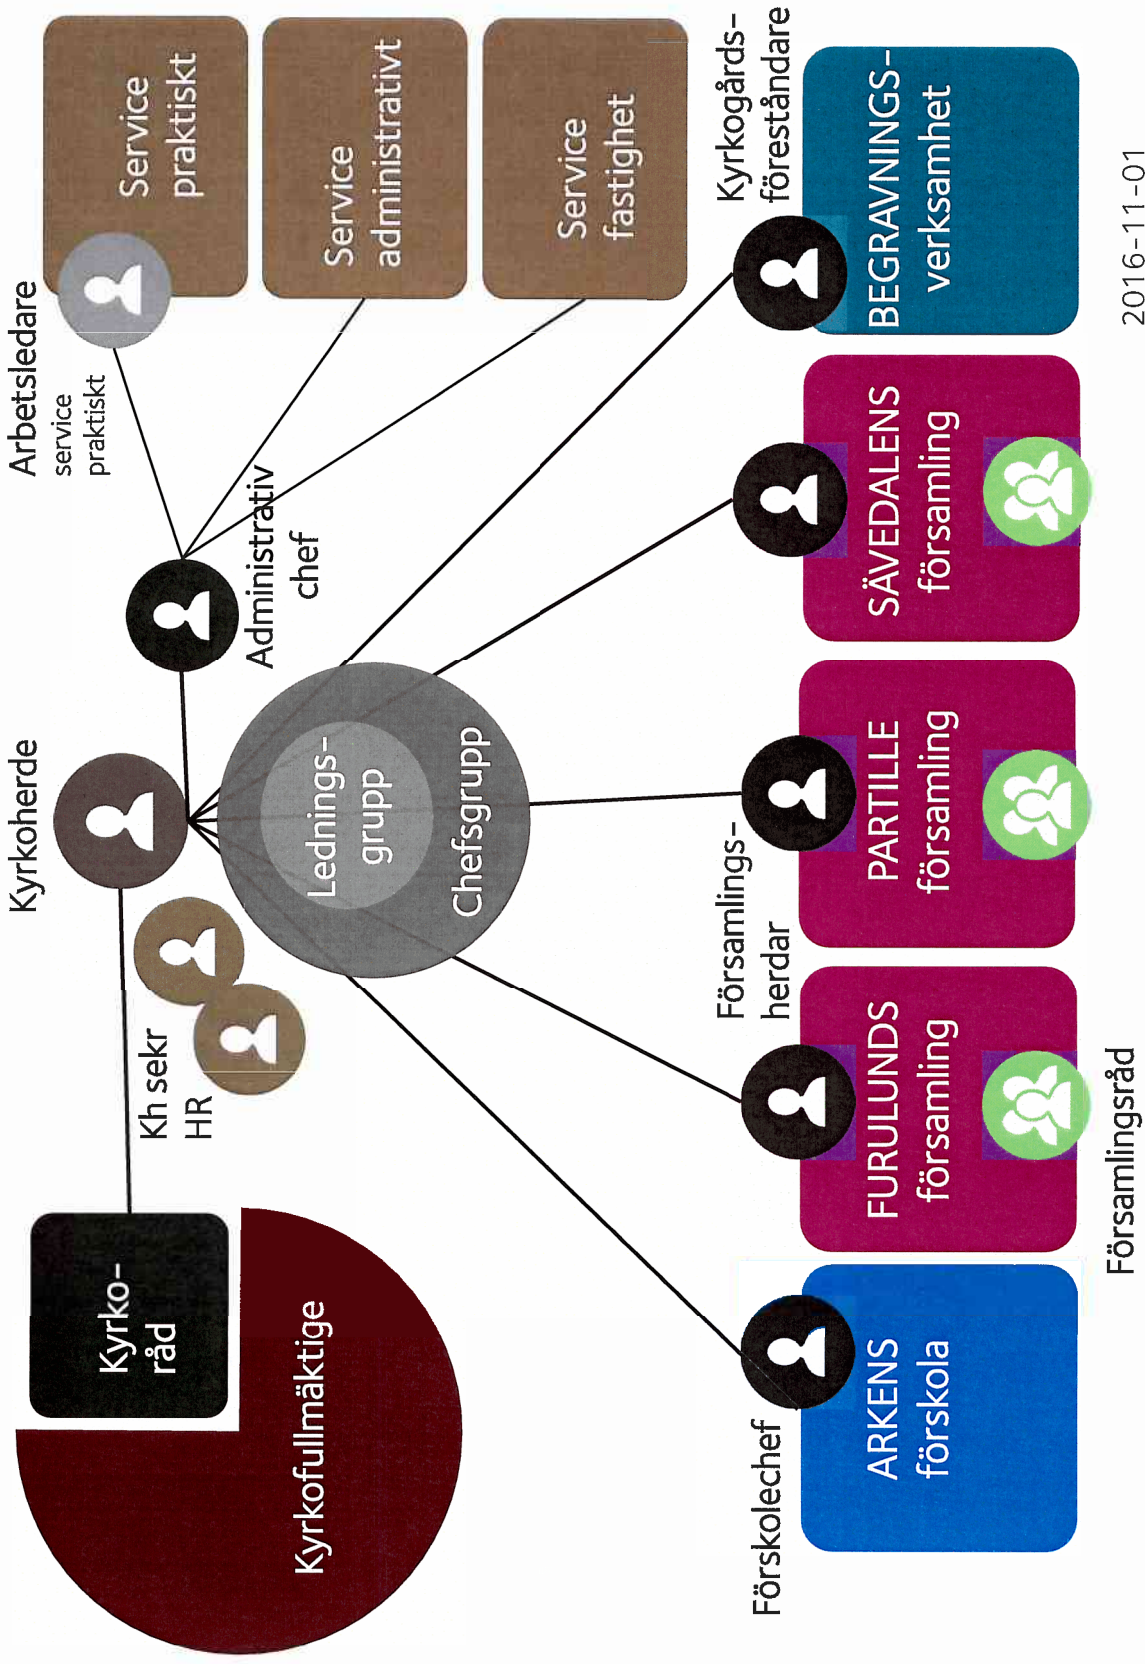 Kyrkoherde
Arbetsledare
service
praktiskt
Service
praktiskt
Kyrko-
råd
Kh sekr
HR
Administrativ
chef
Service
administrativt
Kyrkofullmäktige
Lednings-
grupp
Chefsgrupp
Service
fastighet
Förskolechef
Församlings-
herdar
Kyrkogårds-
föreståndare
ARKENS
förskola
FURULUNDS
församling
PARTILLE
församling
SÄVEDALENS
församling
BEGRAVNINGS-
verksamhet
Församlingsråd
2016-11-01